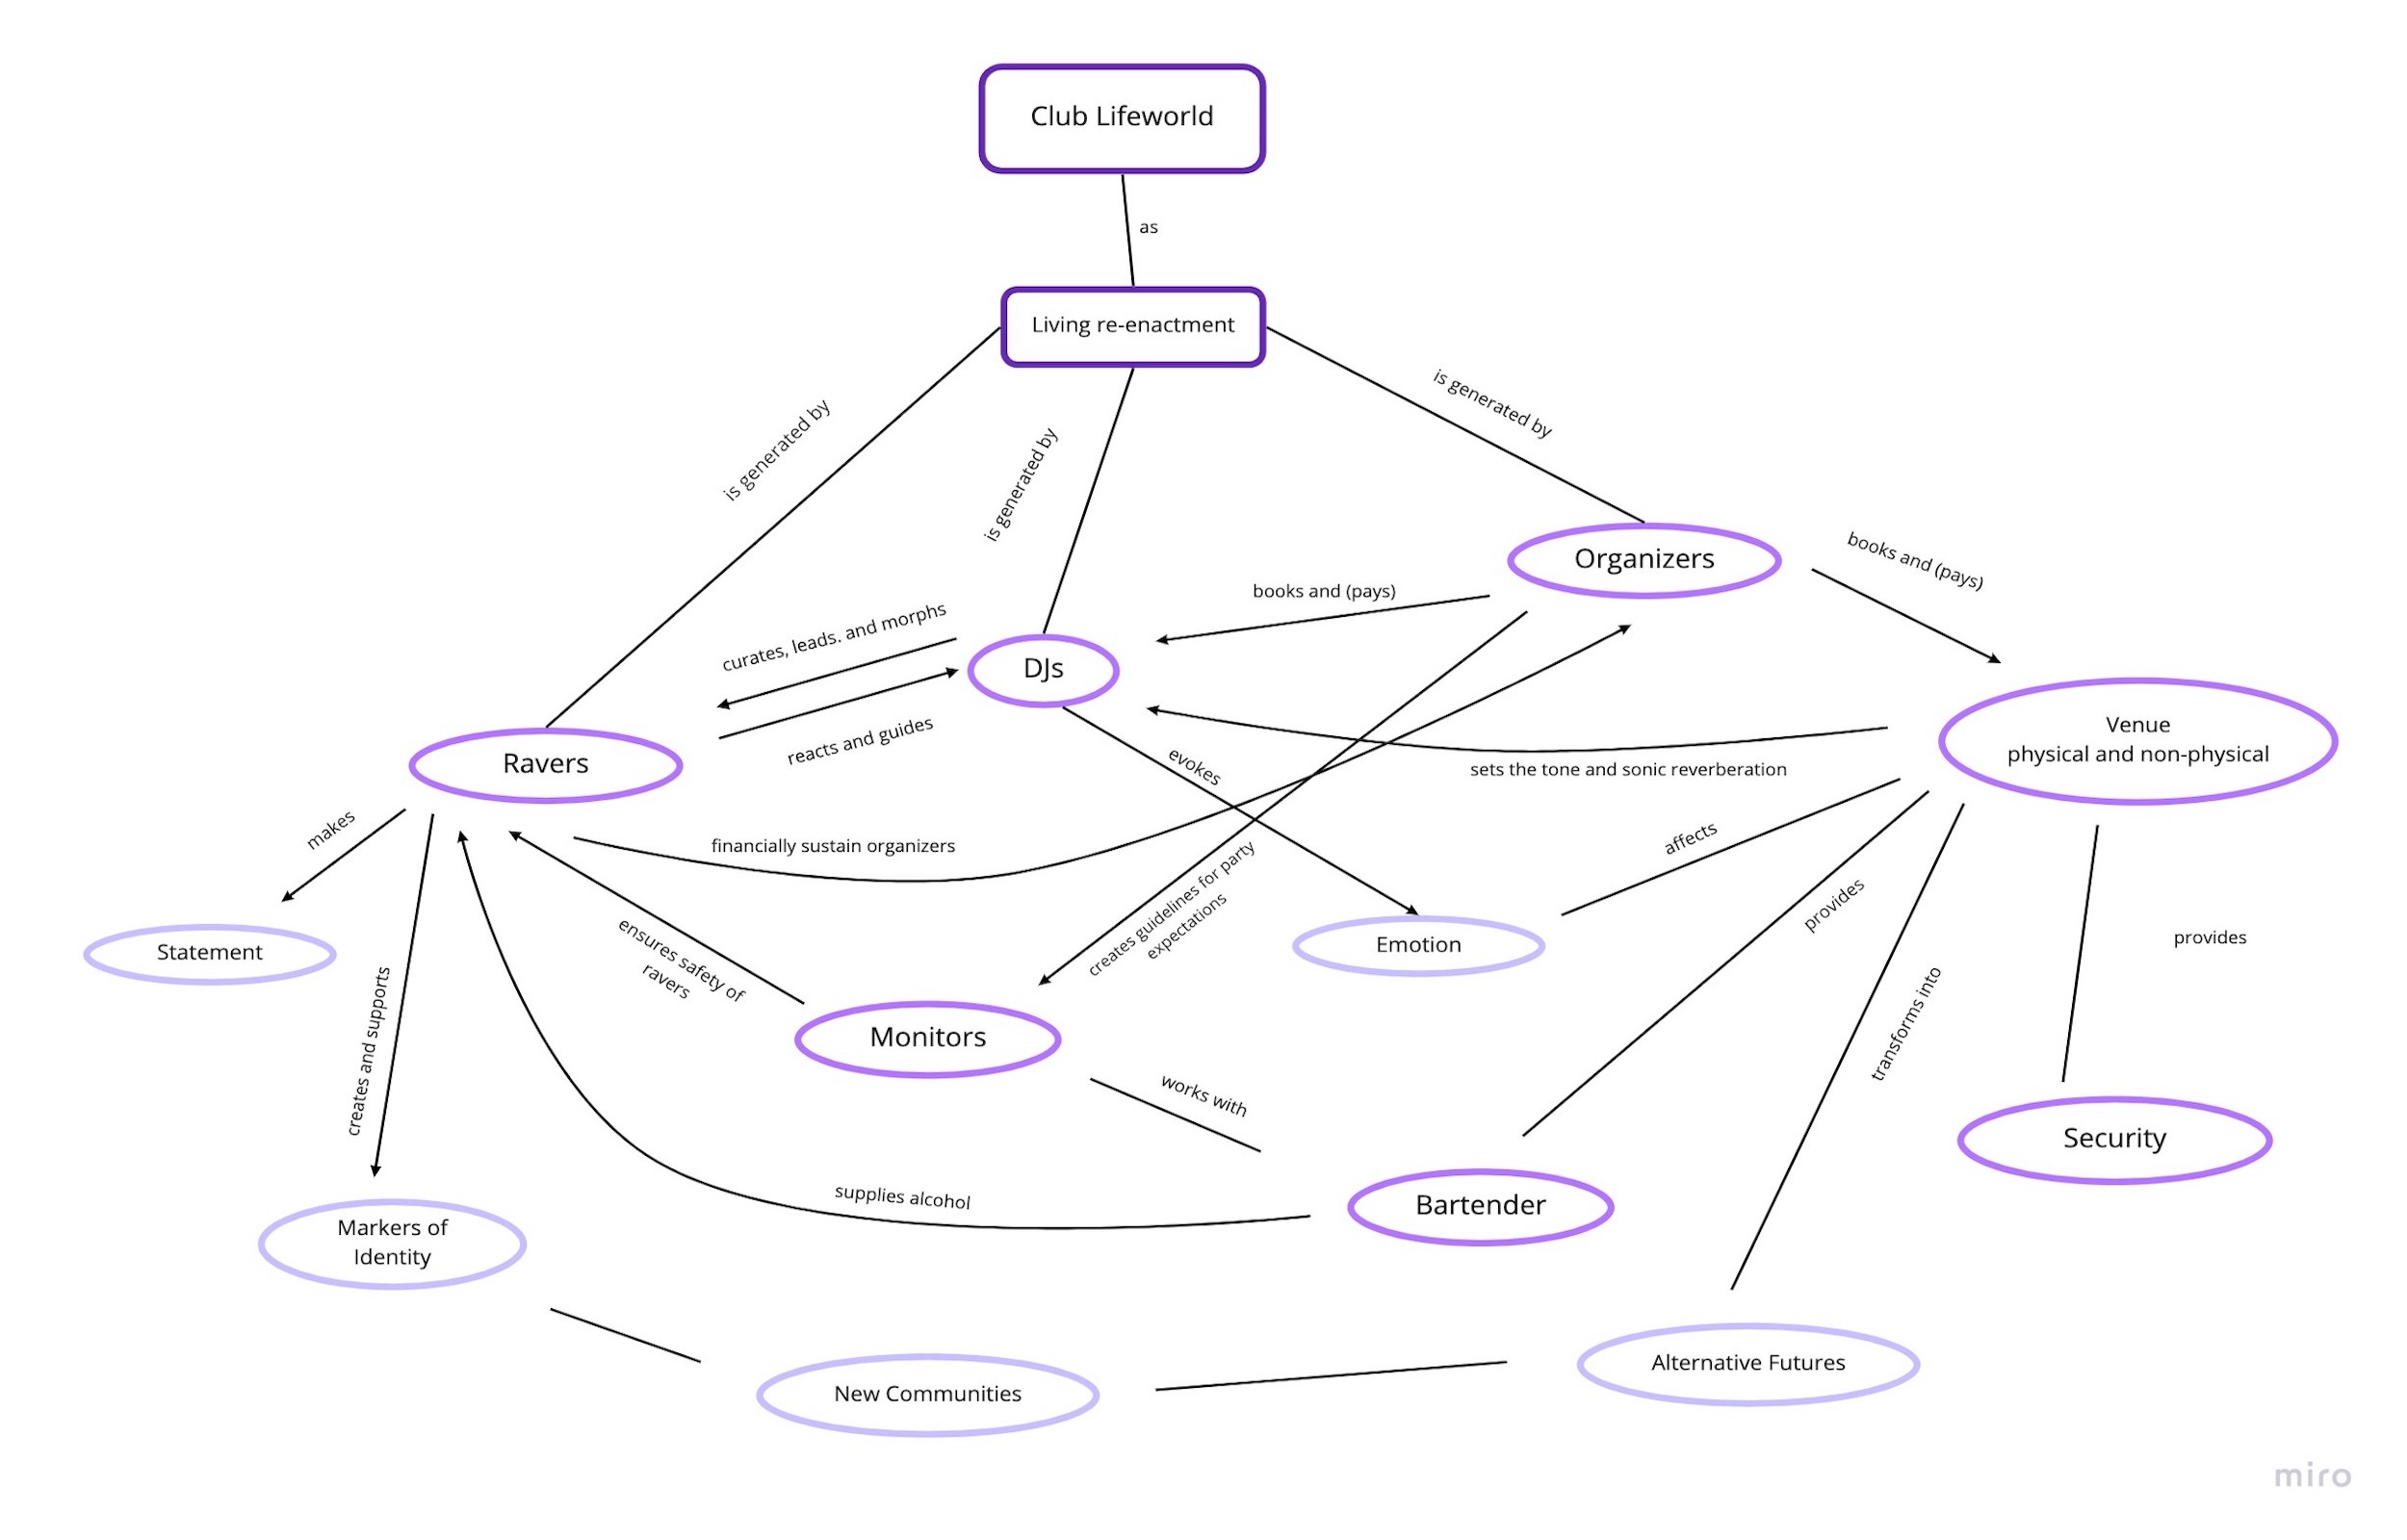 Club Lifeworld
as
Living re-enactment
is generated by
is generated by
is generated by
Organizers
books and (pays)
books and (pays)
curates, leads. and morphs
DJs
reacts and guides
Ravers
Venue
physical and non-physical
evokes
sets the tone and sonic reverberation
makes
financially sustain organizers
affects
creates guidelines for party
expectations
provides
provides
Statement
ensures safety of
ravers
Emotion
creates and supports
transforms into
Monitors
works with
Security
supplies alcohol
Bartender
Markers of
Identity
New Communities
Alternative Futures
miro